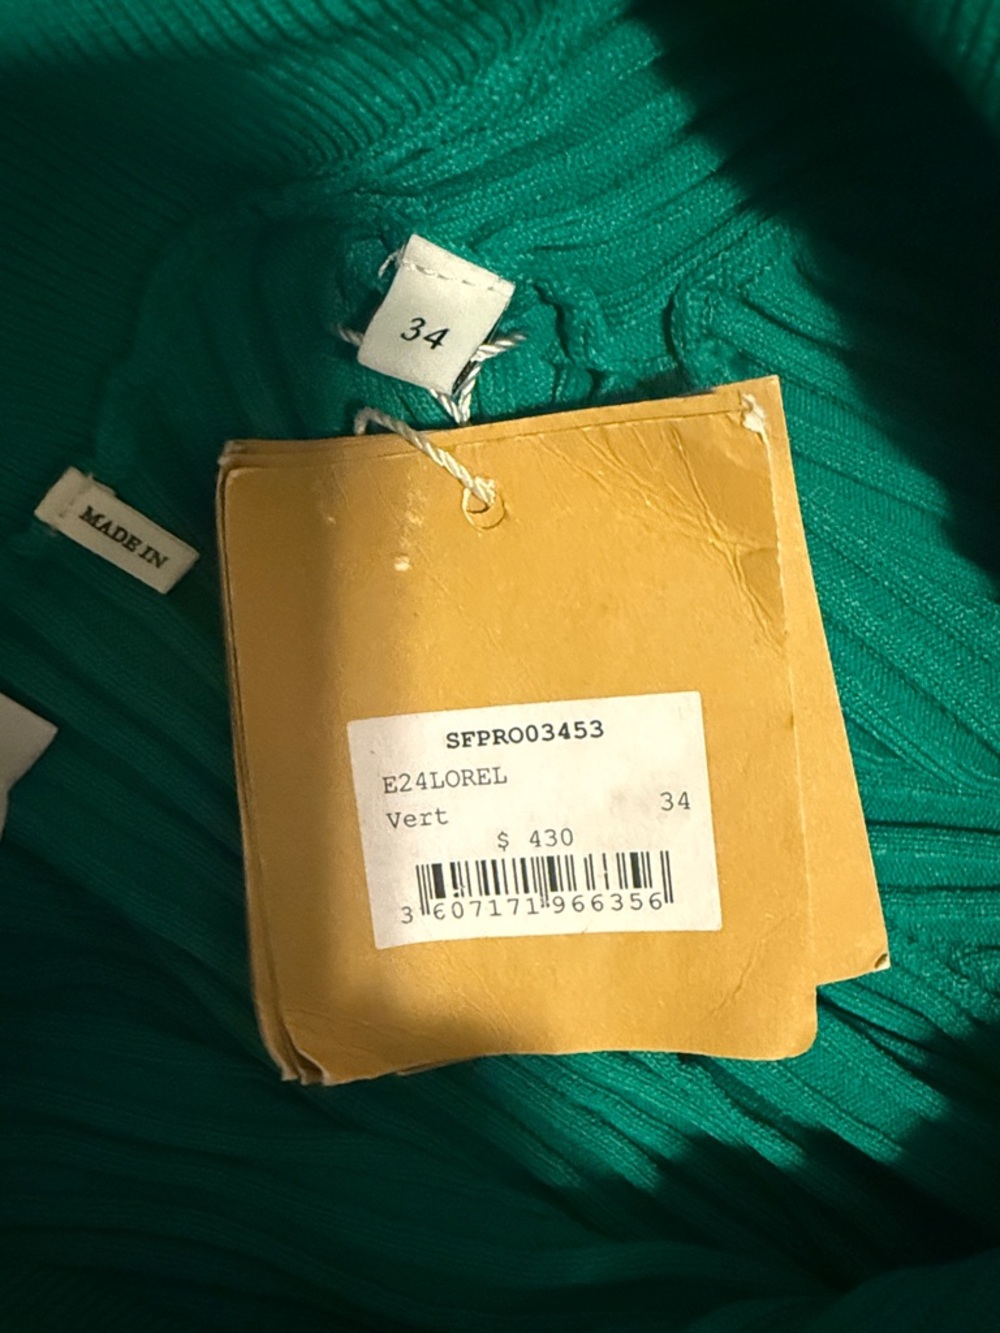 34
MADE IN
SFPRO03453
E24LOREL
Vert 34
$ 430
3 607171 966356